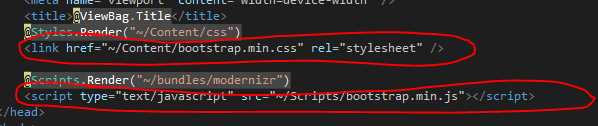 <meta name="viewport" content="width=device-width" />
<title>@ViewBag.Title</title>
@Styles.Render("~/Content/css")
<link href="~/Content/bootstrap.min.css" rel="stylesheet" />
@Scripts.Render("~/bundles/modernizr")
<script type="text/javascript" src="~/Scripts/bootstrap.min.js"></script>
</head>